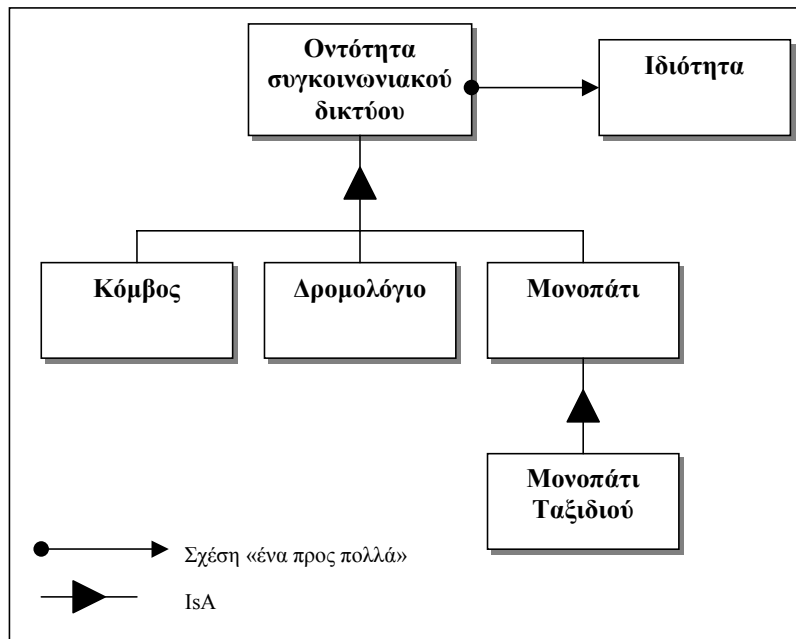 Οντότητα
συγκοινωνιακού
δικτύου
Ιδιότητα
Κόμβος
Δρομολόγιο
Μονοπάτι
Μονοπάτι
Ταξιδιού
Σχέση «ένα προς πολλά»
IsA